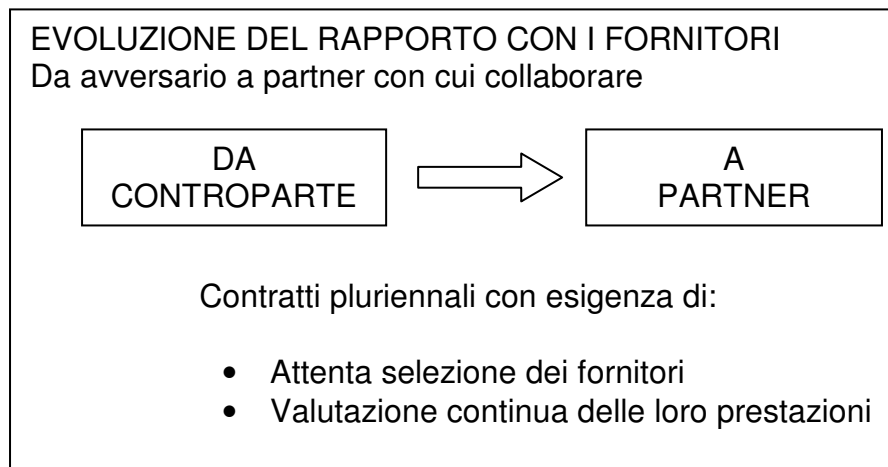 EVOLUZIONE DEL RAPPORTO CON I FORNITORI
Da avversario a partner con cui collaborare
DA
CONTROPARTE
A
PARTNER
Contratti pluriennali con esigenza di:
• Attenta selezione dei fornitori
• Valutazione continua delle loro prestazioni